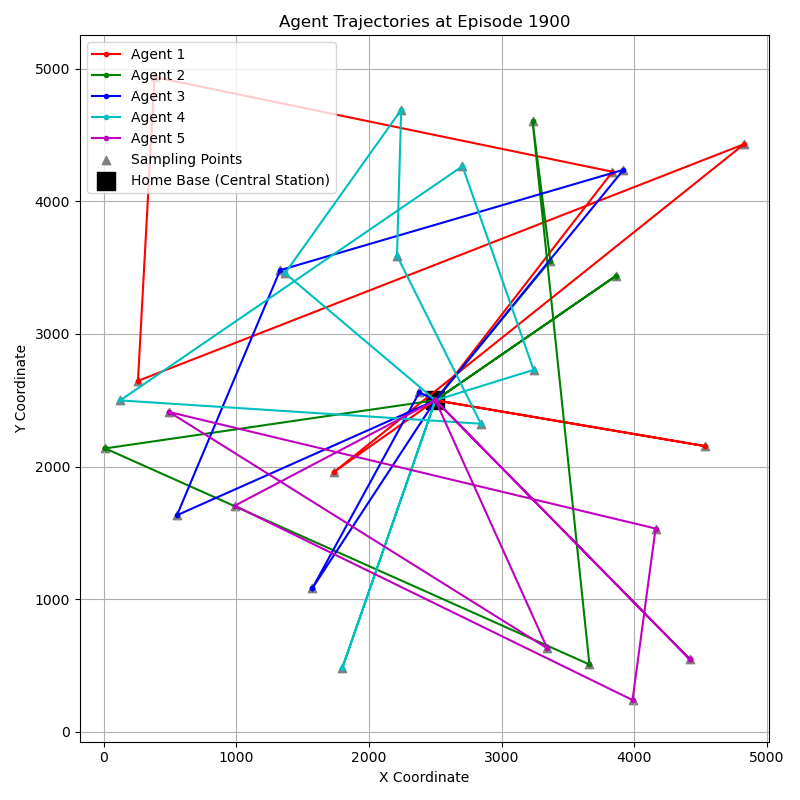 Agent Trajectories at Episode 1900
Agent 1
Agent 2
Agent 3
Agent 4
Agent 5
Sampling Points
Home Base (Central Station)
5000
4000
3000
2000
1000
0
Y Coordinate
0 1000 2000 3000 4000 5000
X Coordinate